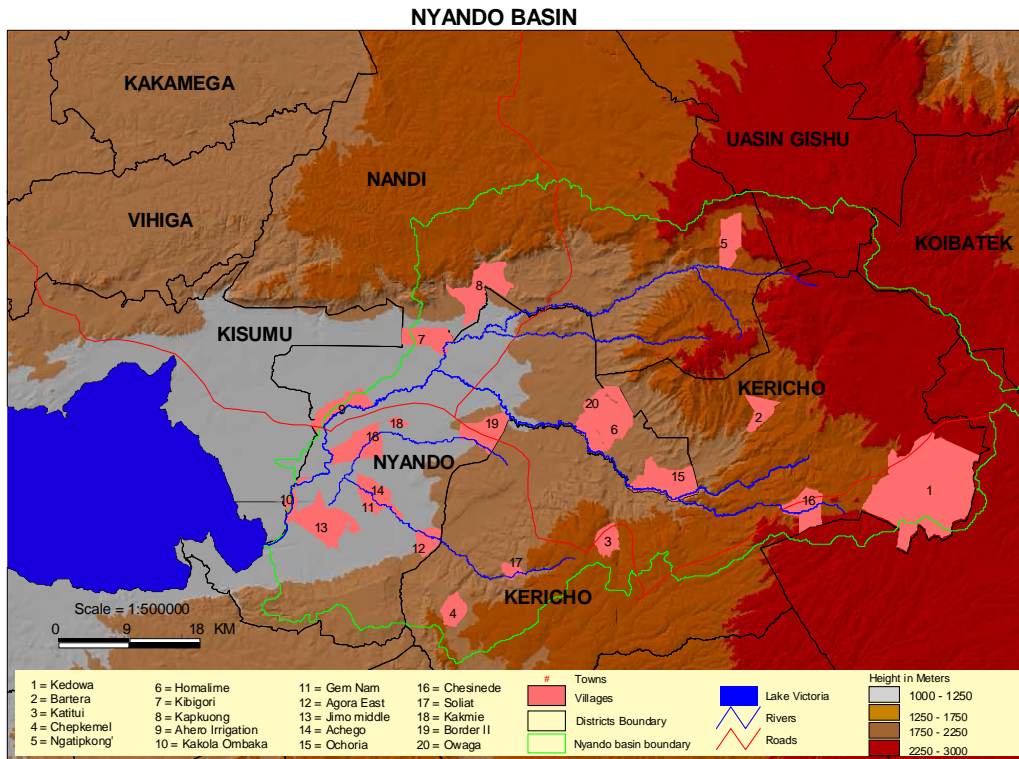 NYANDO BASIN
KAKAMEGA
UASIN GISHU
NANDI
VIHIGA
KOIBATEK
5
8
KISUMU
7
KERICHO
20
9
2
18
19
6
18
NYANDO
15
14
1
10
16
11
13
3
12
17
KERICHO
4
Scale = 1:500000
0 9 18 KM
1 = Kedowa
2 = Bartera
3 = Katitui
4 = Chepkemel
5 = Ngatipkong'
6 = Homalime
7 = Kibigori
8 = Kapkuong
9 = Ahero Irrigation
10 = Kakola Ombaka
11 = Gem Nam
12 = Agora East
13 = Jimo middle
14 = Achego
15 = Ochoria
16 = Chesinede
17 = Soliat
18 = Kakmie
19 = Border II
20 = Owaga
# Towns
Villages
Districts Boundary
Nyando basin boundary
Lake Victoria
Rivers
Roads
Height in Meters
1000 - 1250
1250 - 1750
1750 - 2250
2250 - 3000